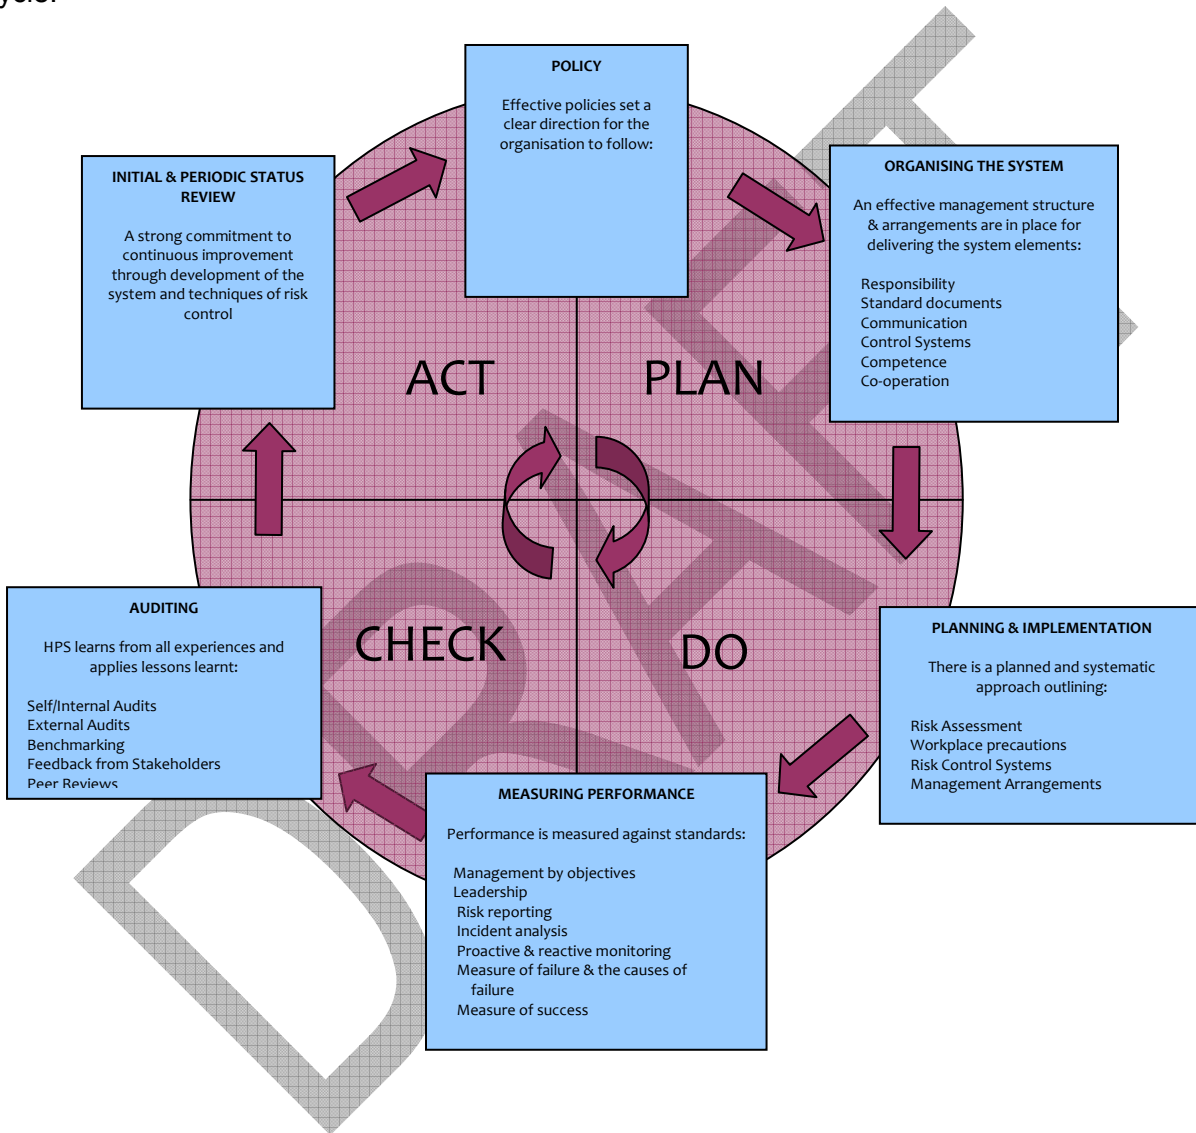 POLICY
Effective policies set a
clear direction for the
organisation to follow:
INITIAL & PERIODIC STATUS
REVIEW
A strong commitment to
continuous improvement
through development of the
system and techniques of risk
control
ORGANISING THE SYSTEM
An effective management structure
& arrangements are in place for
delivering the system elements:
Responsibility
Standard documents
Communication
Control Systems
Competence
Co-operation
ACT
PLAN
CHECK
DO
AUDITING
HPS learns from all experiences and
applies lessons learnt:
Self/Internal Audits
External Audits
Benchmarking
Feedback from Stakeholders
Peer Reviews
PLANNING & IMPLEMENTATION
There is a planned and systematic
approach outlining:
Risk Assessment
Workplace precautions
Risk Control Systems
Management Arrangements
MEASURING PERFORMANCE
Performance is measured against standards:
Management by objectives
Leadership
Risk reporting
Incident analysis
Proactive & reactive monitoring
Measure of failure & the causes of
failure
Measure of success
DRAFT